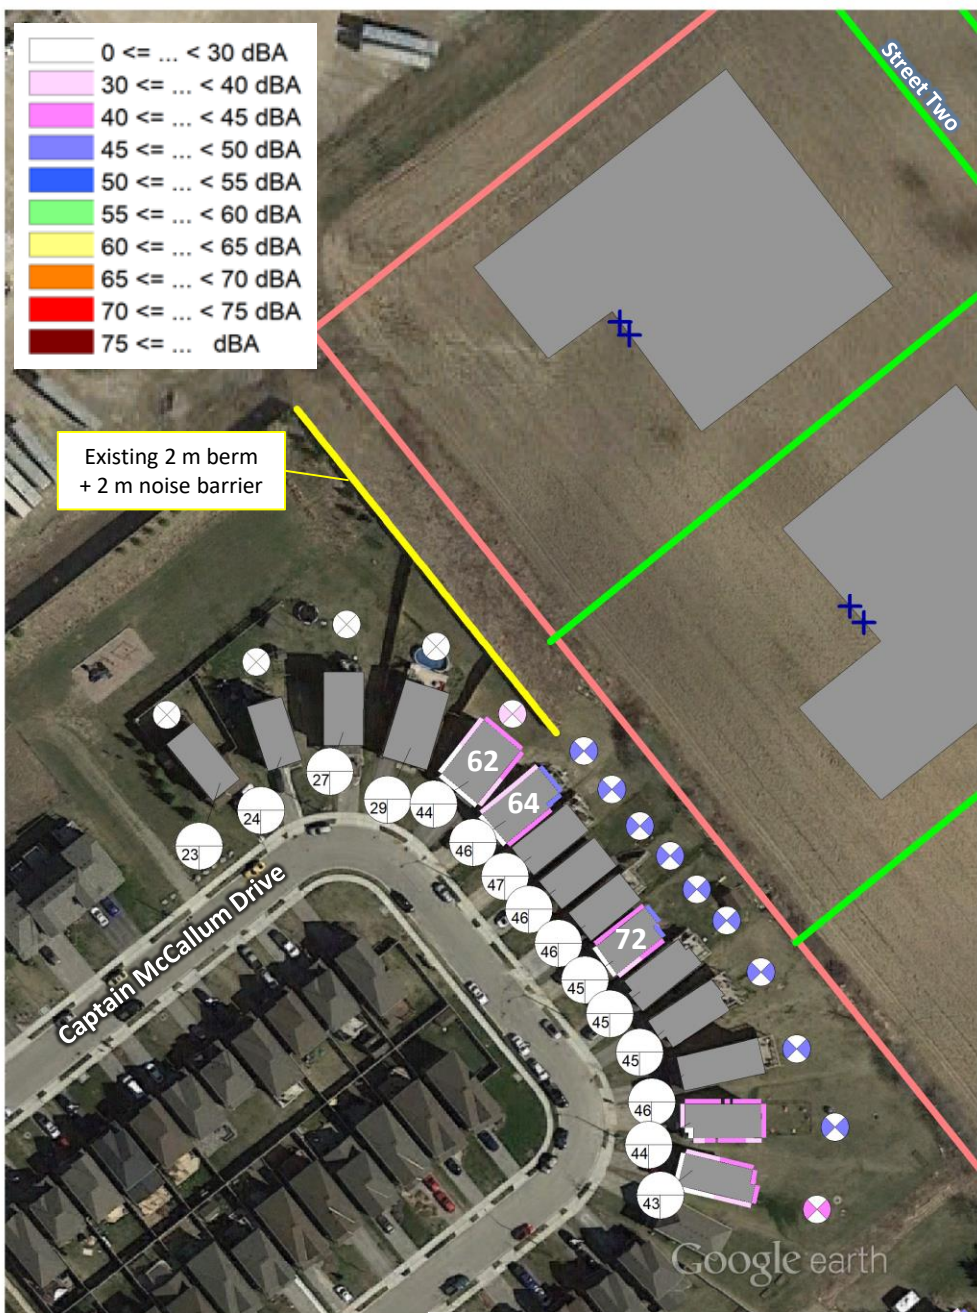 0 <= ... < 30 dBA
30 <= ... < 40 dBA
40 <= ... < 45 dBA
45 <= ... < 50 dBA
50 <= ... < 55 dBA
55 <= ... < 60 dBA
60 <= ... < 65 dBA
65 <= ... < 70 dBA
70 <= ... < 75 dBA
75 <= ... dBA
Street Two
Existing 2 m berm
+ 2 m noise barrier
62
64
72
23
24
27
29
44
46
47
46
46
45
45
45
46
44
43
Captain McCallum Drive
Google earth